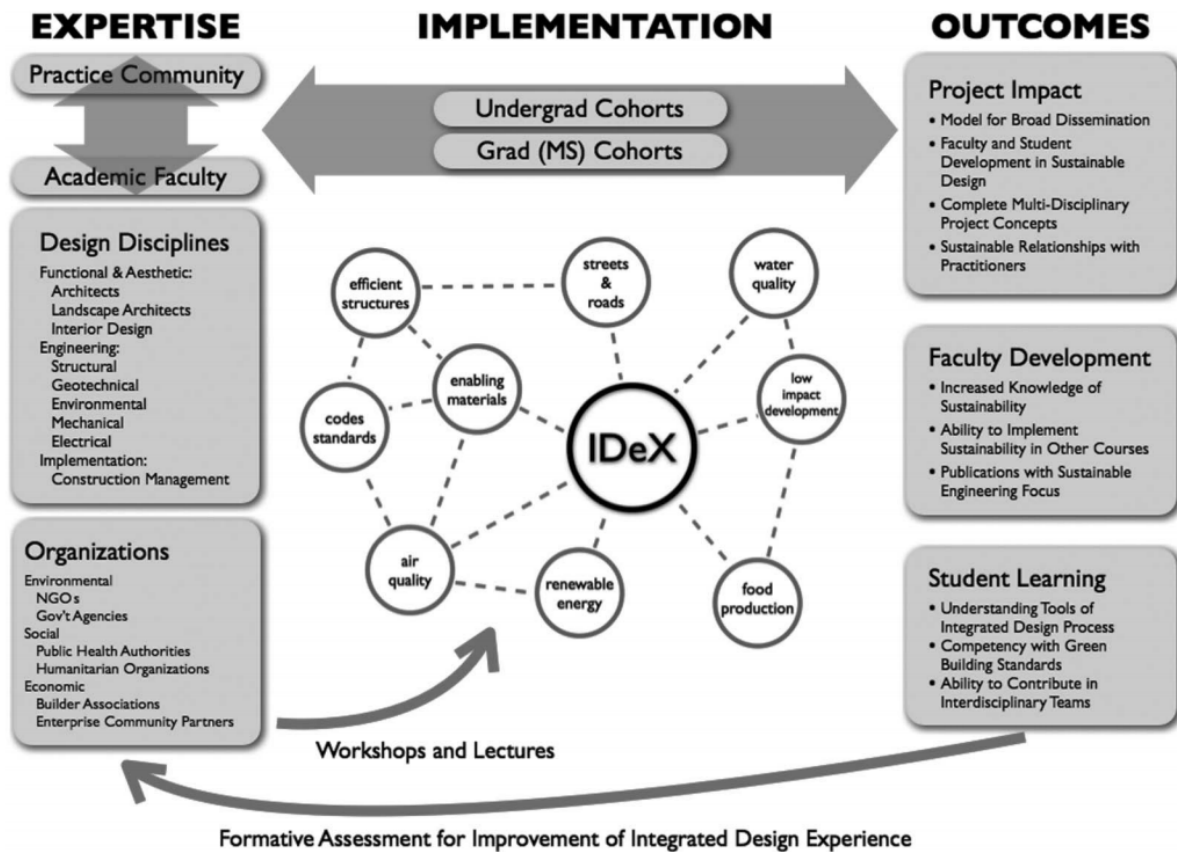 EXPERTISE
IMPLEMENTATION
OUTCOMES
Practice Community
Academic Faculty
Design Disciplines
Functional & Aesthetic:
Architects
Landscape Architects
Interior Design
Engineering:
Structural
Geotechnical
Environmental
Mechanical
Electrical
Implementation:
Construction Management
Organizations
Environmental
NGOs
Gov't Agencies
Social
Public Health Authorities
Humanitarian Organizations
Economic
Builder Associations
Enterprise Community Partners
Undergrad Cohorts
Grad (MS) Cohorts
efficient
structures
streets
&
roads
water
quality
codes
standards
enabling
materials
IDeX
low
impact
development
air
quality
renewable
energy
food
production
Workshops and Lectures
Project Impact
• Model for Broad Dissemination
• Faculty and Student
Development in Sustainable
Design
• Complete Multi-Disciplinary
Project Concepts
• Sustainable Relationships with
Practitioners
Faculty Development
• Increased Knowledge of
Sustainability
• Ability to Implement
Sustainability in Other Courses
• Publications with Sustainable
Engineering Focus
Student Learning
• Understanding Tools of
Integrated Design Process
• Competency with Green
Building Standards
• Ability to Contribute in
Interdisciplinary Teams
Formative Assessment for Improvement of Integrated Design Experience